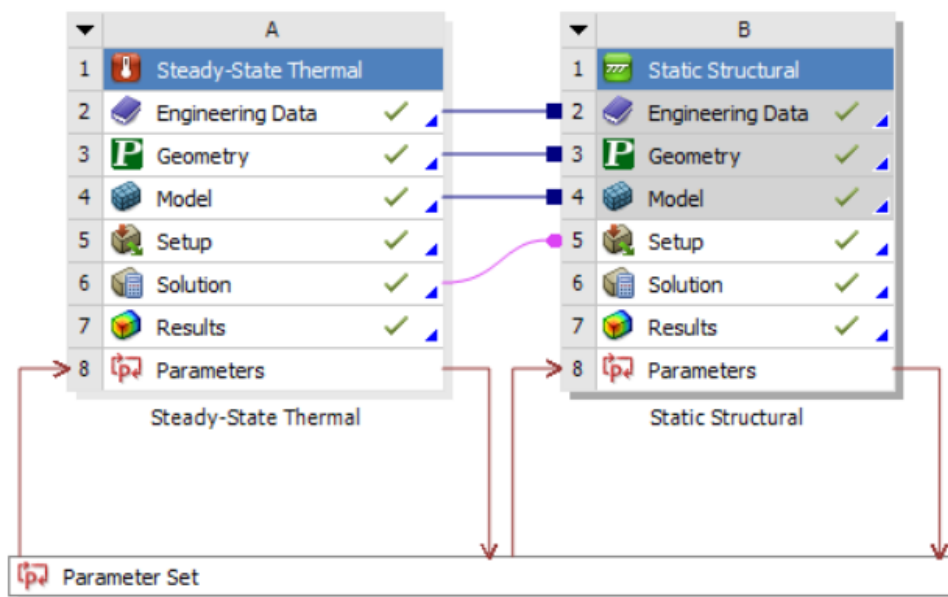 A
1 Steady-State Thermal
2 Engineering Data
3 P Geometry
4 Model
5 Setup
6 Solution
7 Results
8 p Parameters
Steady-State Thermal
B
1 Static Structural
2 Engineering Data
3 P Geometry
4 Model
5 Setup
6 Solution
7 Results
8 p Parameters
Static Structural
p Parameter Set